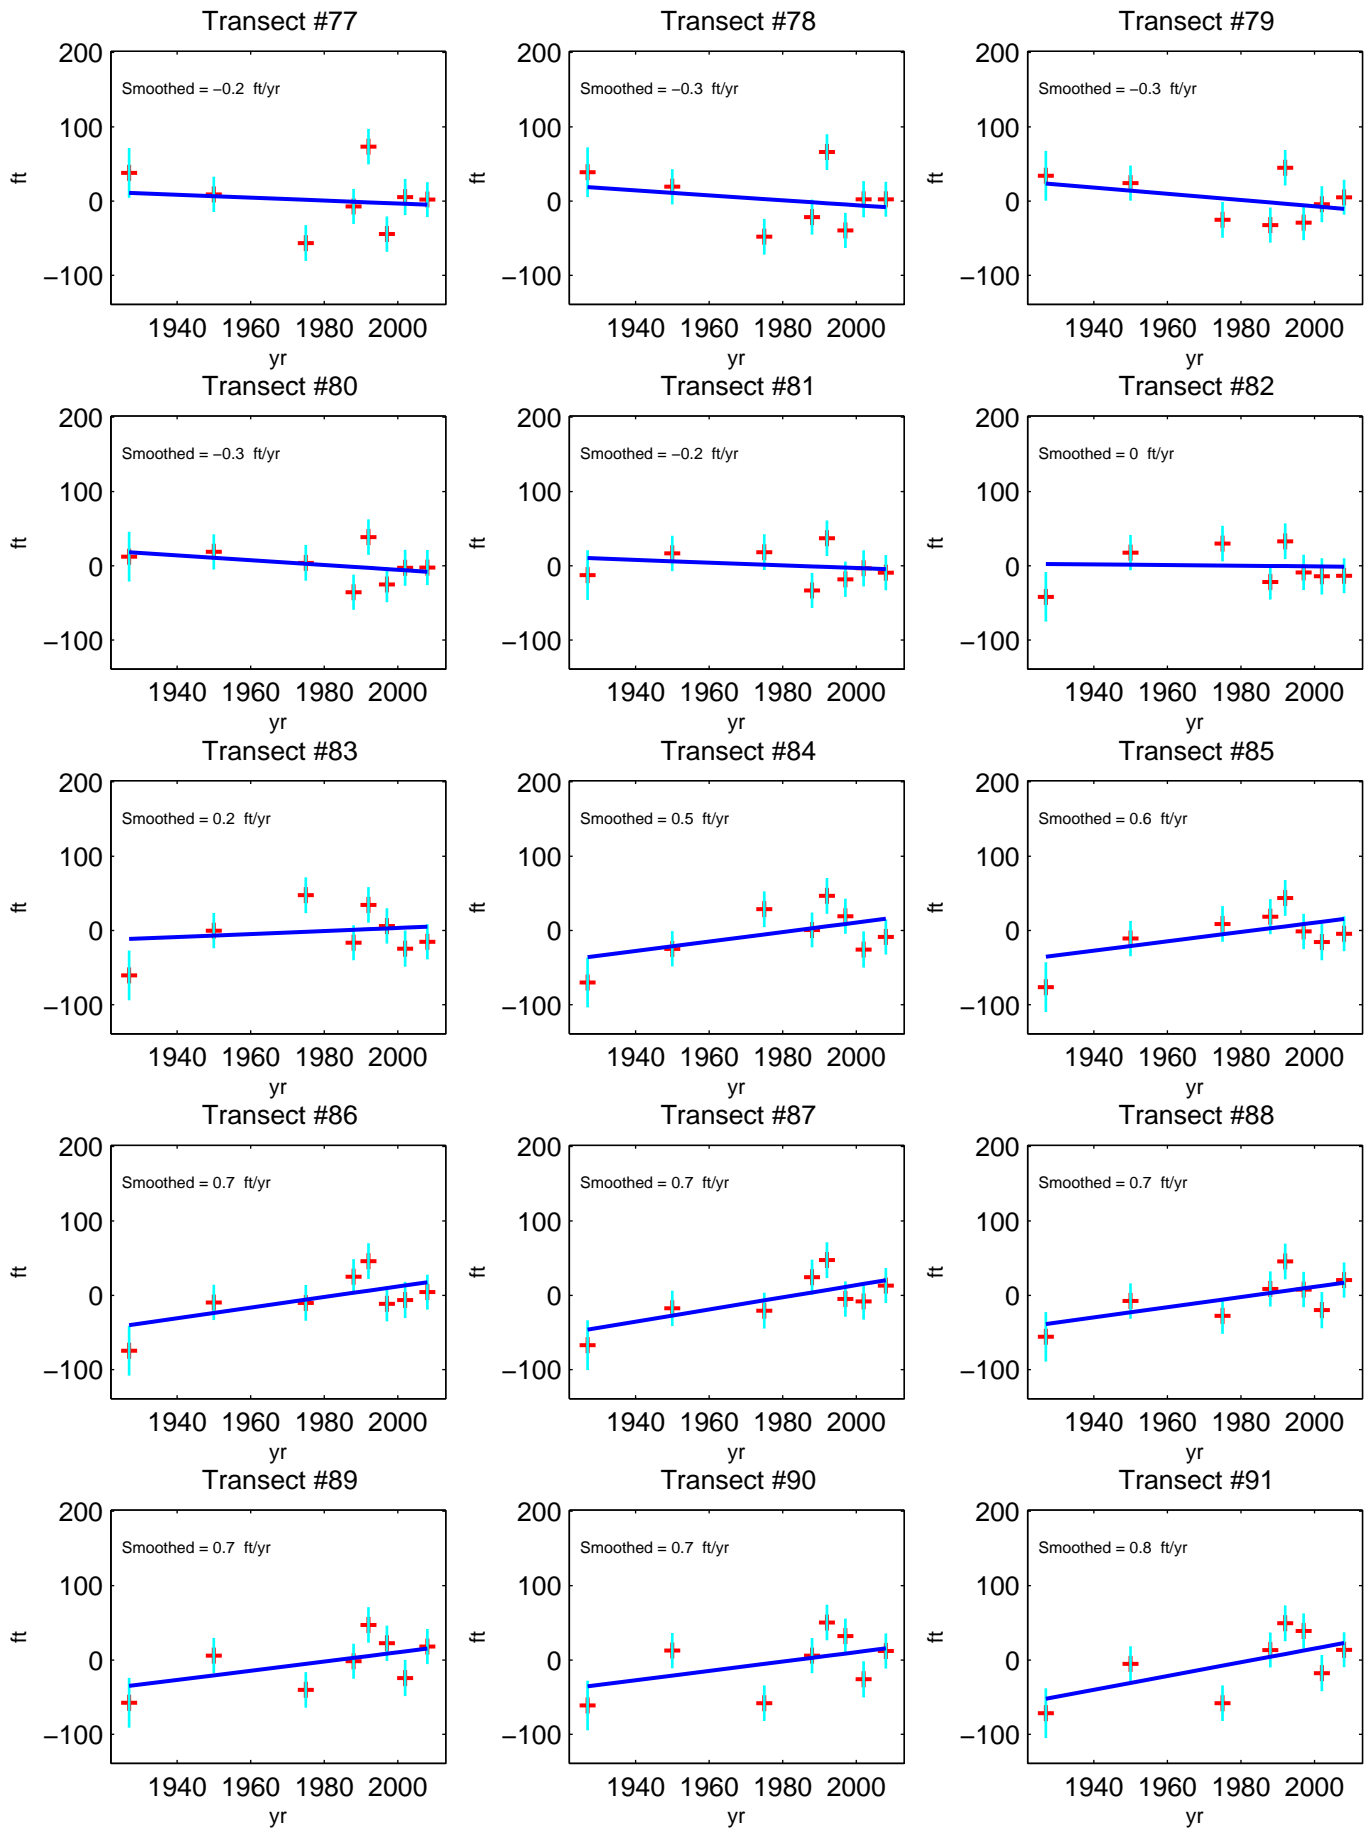 Transect #77
200
100
0
−100
ft
Smoothed = −0.2 ft/yr
1940 1960 1980 2000
yr
Transect #78
200
100
0
−100
ft
Smoothed = −0.3 ft/yr
1940 1960 1980 2000
yr
Transect #79
200
100
0
−100
ft
Smoothed = −0.3 ft/yr
1940 1960 1980 2000
yr
Transect #80
200
100
0
−100
ft
Smoothed = −0.3 ft/yr
1940 1960 1980 2000
yr
Transect #81
200
100
0
−100
ft
Smoothed = −0.2 ft/yr
1940 1960 1980 2000
yr
Transect #82
200
100
0
−100
ft
Smoothed = 0 ft/yr
1940 1960 1980 2000
yr
Transect #83
200
100
0
−100
ft
Smoothed = 0.2 ft/yr
1940 1960 1980 2000
yr
Transect #84
200
100
0
−100
ft
Smoothed = 0.5 ft/yr
1940 1960 1980 2000
yr
Transect #85
200
100
0
−100
ft
Smoothed = 0.6 ft/yr
1940 1960 1980 2000
yr
Transect #86
200
100
0
−100
ft
Smoothed = 0.7 ft/yr
1940 1960 1980 2000
yr
Transect #87
200
100
0
−100
ft
Smoothed = 0.7 ft/yr
1940 1960 1980 2000
yr
Transect #88
200
100
0
−100
ft
Smoothed = 0.7 ft/yr
1940 1960 1980 2000
yr
Transect #89
200
100
0
−100
ft
Smoothed = 0.7 ft/yr
1940 1960 1980 2000
yr
Transect #90
200
100
0
−100
ft
Smoothed = 0.7 ft/yr
1940 1960 1980 2000
yr
Transect #91
200
100
0
−100
ft
Smoothed = 0.8 ft/yr
1940 1960 1980 2000
yr